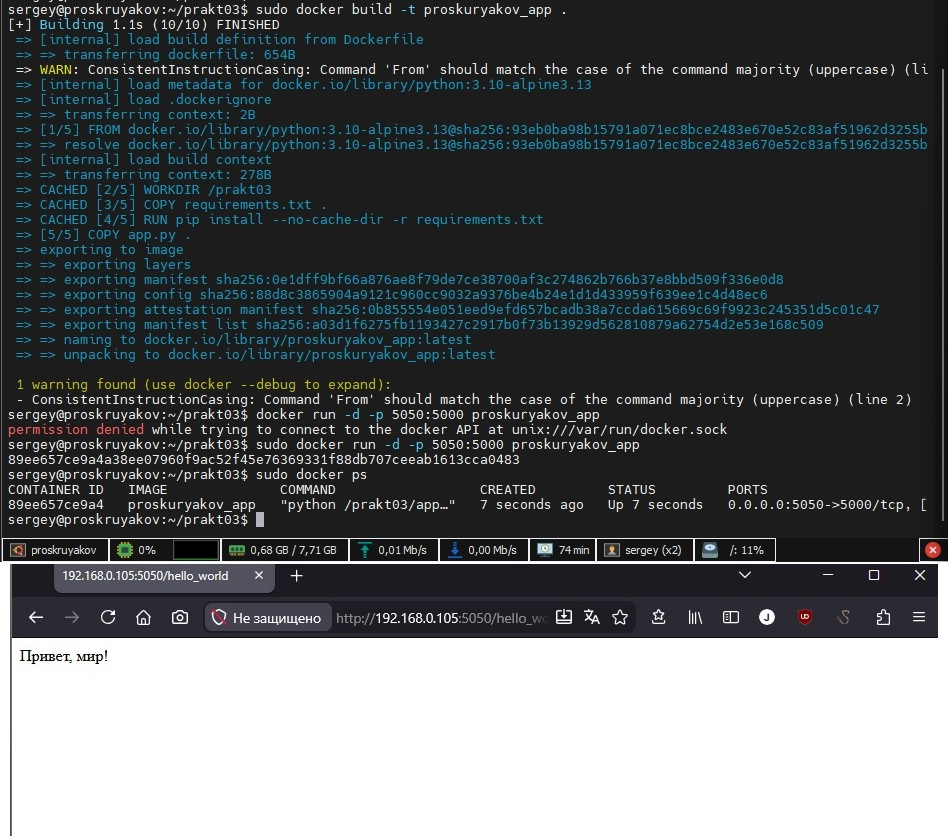 sergey@proskruyakov:~/prakt03$ sudo docker build -t proskuryakov_app .
[+] Building 1.1s (10/10) FINISHED
=> [internal] load build definition from Dockerfile
=> => transferring dockerfile: 654B
=> WARN: ConsistentInstructionCasing: Command 'From' should match the case of the command majority (uppercase) (li
=> [internal] load metadata for docker.io/library/python:3.10-alpine3.13
=> [internal] load .dockerignore
=> => transferring context: 2B
=> [1/5] FROM docker.io/library/python:3.10-alpine3.13@sha256:93eb0ba98b15791a071ec8bce2483e670e52c83af51962d3255b
=> => resolve docker.io/library/python:3.10-alpine3.13@sha256:93eb0ba98b15791a071ec8bce2483e670e52c83af51962d3255b
=> [internal] load build context
=> => transferring context: 278B
=> CACHED [2/5] WORKDIR /prakt03
=> CACHED [3/5] COPY requirements.txt .
=> CACHED [4/5] RUN pip install --no-cache-dir -r requirements.txt
=> [5/5] COPY app.py .
=> exporting to image
=> => exporting layers
=> => exporting manifest sha256:0e1dff9bf66a876ae8f79de7ce38700af3c274862b766b37e8bbd509f336e0d8
=> => exporting config sha256:88d8c3865904a9121c960cc9032a9376be4b24e1d1d433959f639ee1c4d48ec6
=> => exporting attestation manifest sha256:0b855554e051eed9efd657bcadb38a7ccda615669c69f9923c245351d5c01c47
=> => exporting manifest list sha256:a03d1f6275fb1193427c2917b0f73b13929d562810879a62754d2e53e168c509
=> => naming to docker.io/library/proskuryakov_app:latest
=> => unpacking to docker.io/library/proskuryakov_app:latest
1 warning found (use docker --debug to expand):
- ConsistentInstructionCasing: Command 'From' should match the case of the command majority (uppercase) (line 2)
sergey@proskruyakov:~/prakt03$ docker run -d -p 5050:5000 proskuryakov_app
permission denied while trying to connect to the docker API at unix:///var/run/docker.sock
sergey@proskruyakov:~/prakt03$ sudo docker run -d -p 5050:5000 proskuryakov_app
89ee657ce9a4a38ee07960f9ac52f45e76369331f88db707ceeab1613cca0483
sergey@proskruyakov:~/prakt03$ sudo docker ps
CONTAINER ID IMAGE COMMAND CREATED STATUS PORTS
89ee657ce9a4 proskuryakov_app "python /prakt03/app…" 7 seconds ago Up 7 seconds 0.0.0.0:5050->5000/tcp, [
sergey@proskruyakov:~/prakt03$
proskruyakov 0% 0,68 GB / 7,71 GB 0,01 Mb/s 0,00 Mb/s 74 min sergey (x2) /: 11%
192.168.0.105:5050/hello_world
Не защищено http://192.168.0.105:5050/hello_wo
Привет, мир!